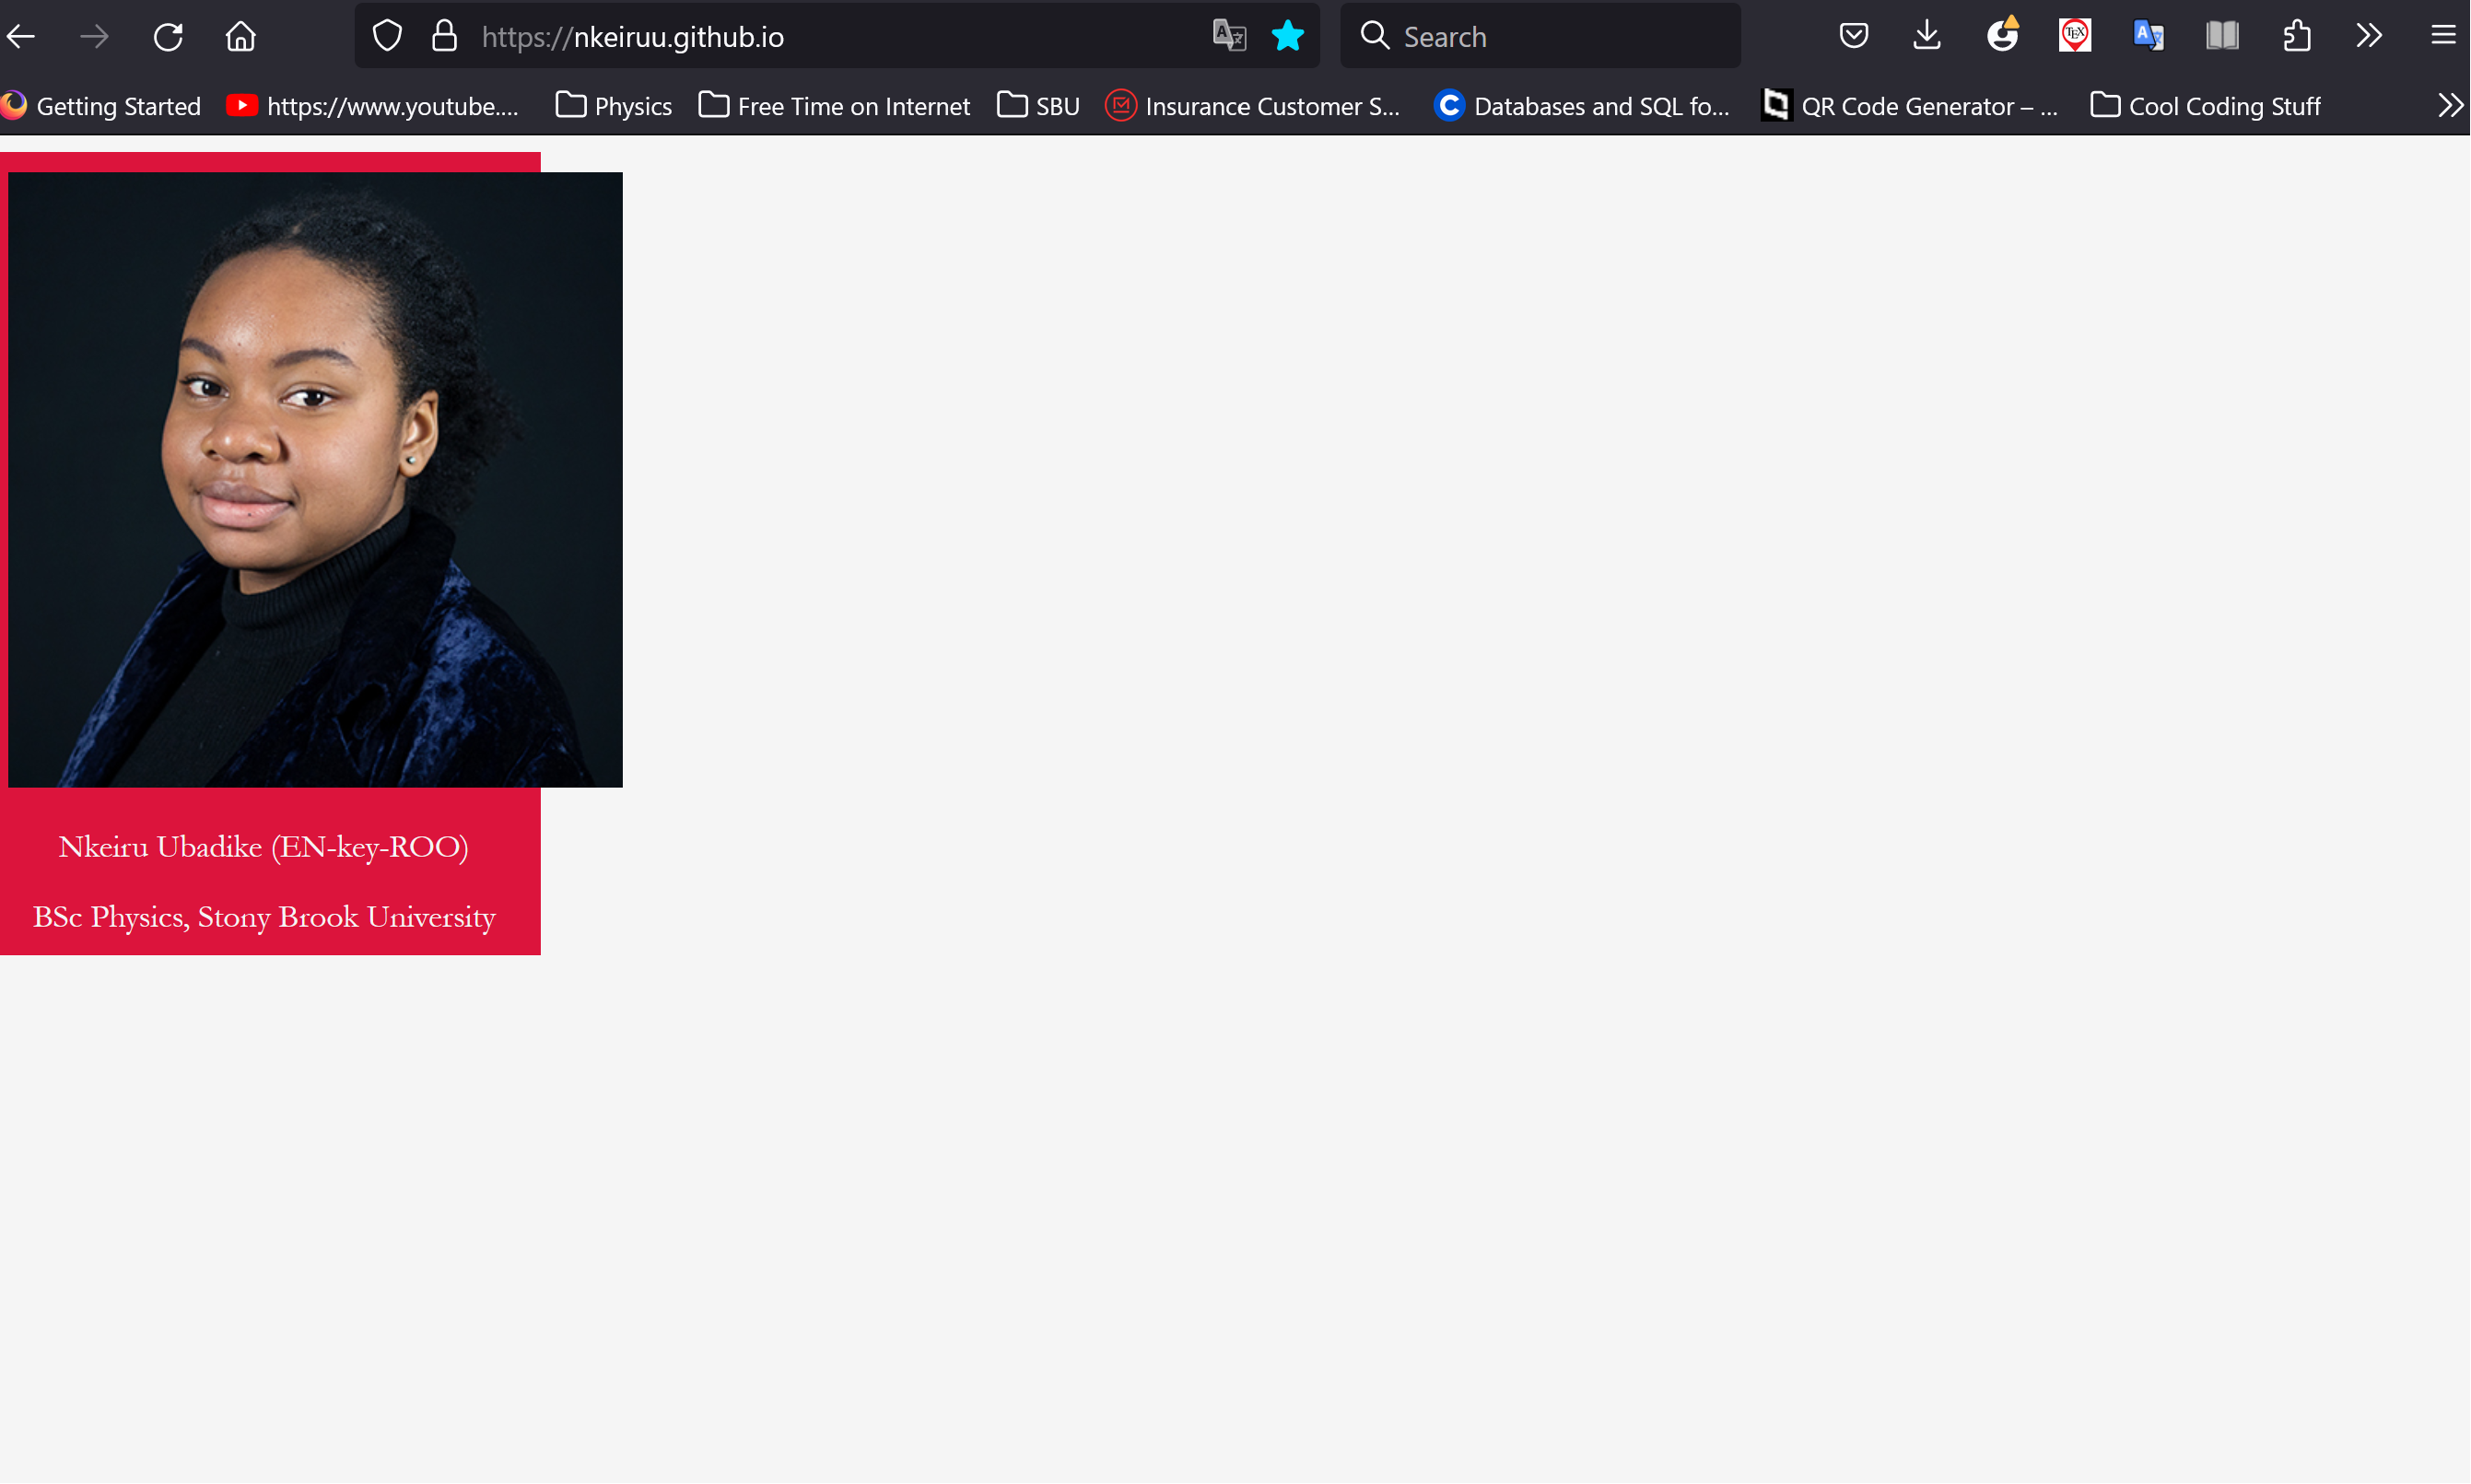 https://nkeiruu.github.io
Search
Getting Started
https://www.youtube....
Physics
Free Time on Internet
SBU
Insurance Customer S...
Databases and SQL fo...
QR Code Generator – ...
Cool Coding Stuff
Nkeiru Ubadike (EN-key-ROO)
BSc Physics, Stony Brook University